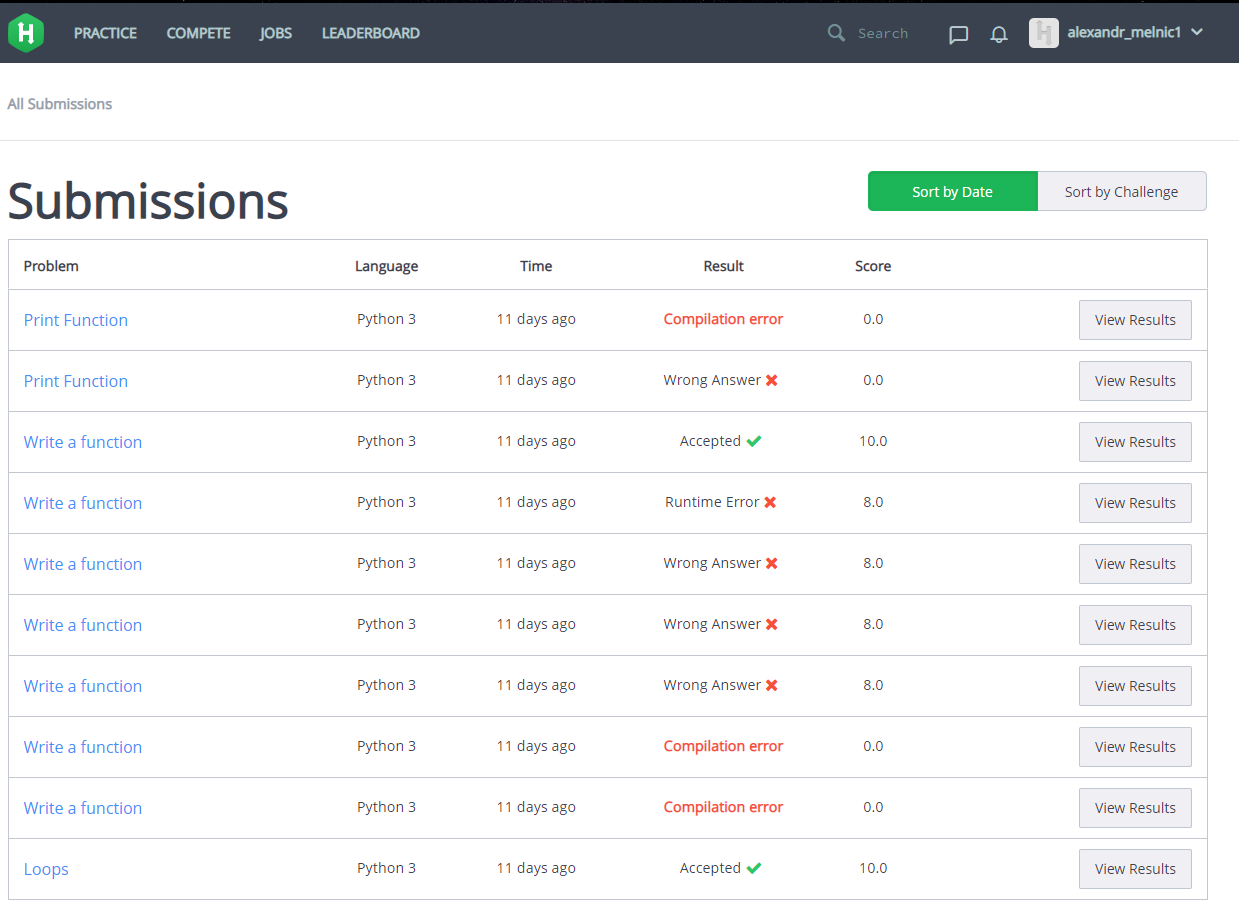 H PRACTICE COMPETE JOBS LEADERBOARD Search H alexandr_melnic1
All Submissions
Submissions
Sort by Date Sort by Challenge
Problem Language Time Result Score
Print Function Python 3 11 days ago Compilation error 0.0 View Results
Print Function Python 3 11 days ago Wrong Answer 0.0 View Results
Write a function Python 3 11 days ago Accepted 10.0 View Results
Write a function Python 3 11 days ago Runtime Error 8.0 View Results
Write a function Python 3 11 days ago Wrong Answer 8.0 View Results
Write a function Python 3 11 days ago Wrong Answer 8.0 View Results
Write a function Python 3 11 days ago Wrong Answer 8.0 View Results
Write a function Python 3 11 days ago Compilation error 0.0 View Results
Write a function Python 3 11 days ago Compilation error 0.0 View Results
Loops Python 3 11 days ago Accepted 10.0 View Results